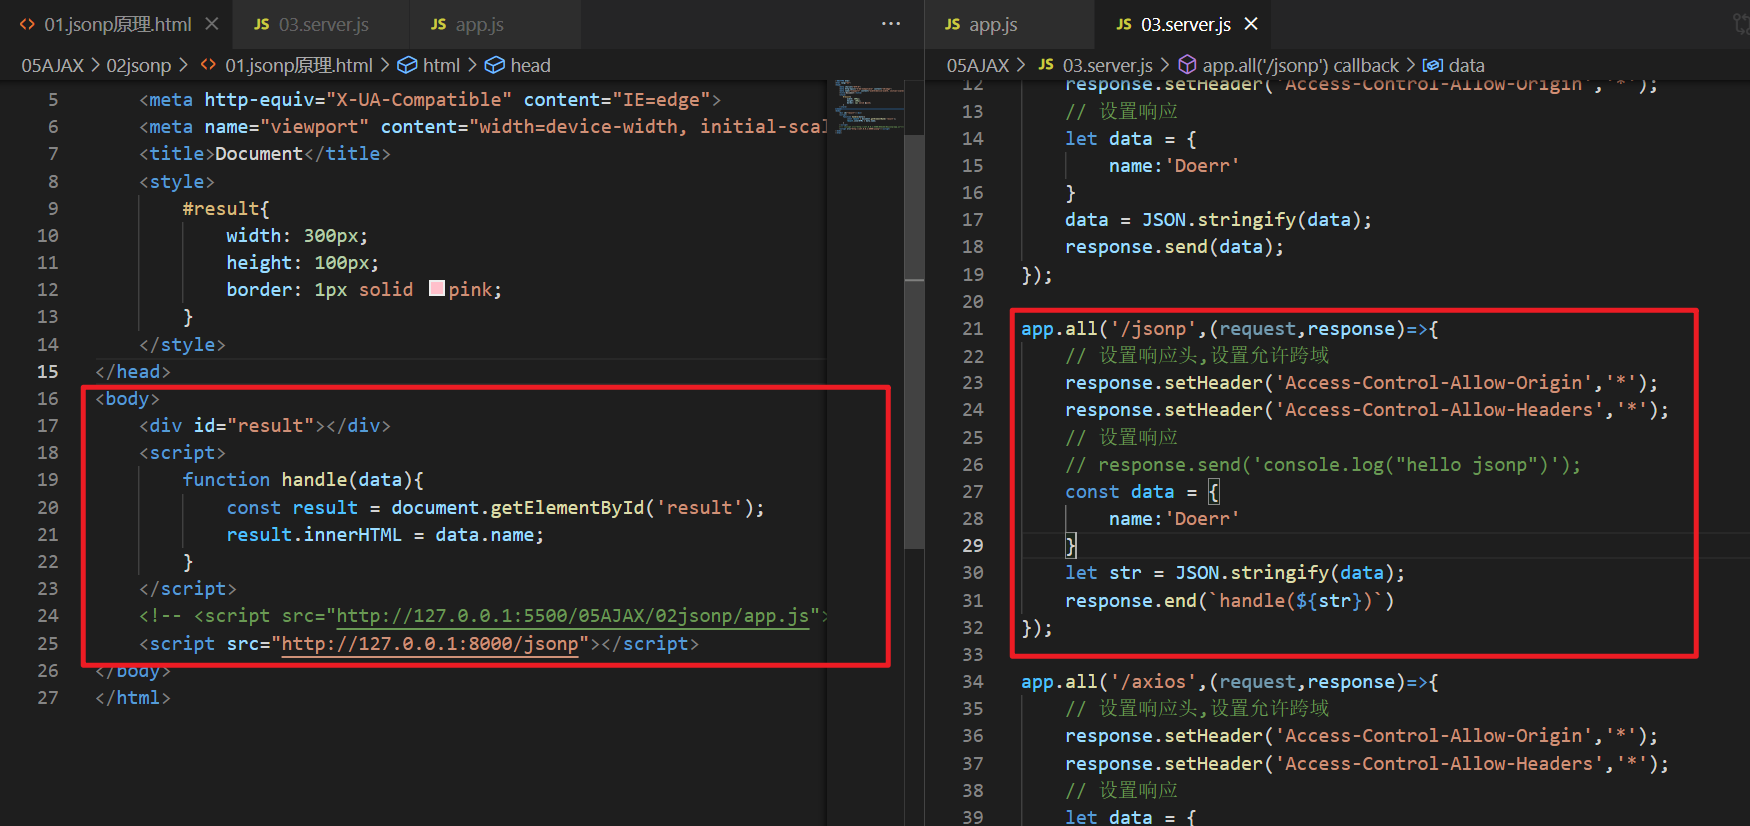 01.jsonp原理.html
JS 03.server.js
JS app.js
05AJAX > 02jsonp > 01.jsonp原理.html > html > head
5 <meta http-equiv="X-UA-Compatible" content="IE=edge">
6 <meta name="viewport" content="width=device-width, initial-scal
7 <title>Document</title>
8 <style>
9 #result{
10 width: 300px;
11 height: 100px;
12 border: 1px solid pink;
13 }
14 </style>
15 </head>
16 <body>
17 <div id="result"></div>
18 <script>
19 function handle(data){
20 const result = document.getElementById('result');
21 result.innerHTML = data.name;
22 }
23 </script>
24 <!-- <script src="http://127.0.0.1:5500/05AJAX/02jsonp/app.js">
25 <script src="http://127.0.0.1:8000/jsonp"></script>
26 </body>
27 </html>
JS app.js
JS 03.server.js
05AJAX > JS 03.server.js > app.all('/jsonp') callback > data
12 response.setHeader('Access-Control-Allow-Origin','*');
13 // 设置响应
14 let data = {
15 name:'Doerr'
16 }
17 data = JSON.stringify(data);
18 response.send(data);
19 });
20
21 app.all('/jsonp',(request,response)=>{
22 // 设置响应头,设置允许跨域
23 response.setHeader('Access-Control-Allow-Origin','*');
24 response.setHeader('Access-Control-Allow-Headers','*');
25 // 设置响应
26 // response.send('console.log("hello jsonp")');
27 const data = {
28 name:'Doerr'
29 }
30 let str = JSON.stringify(data);
31 response.end(`handle(${str})`)
32 });
33
34 app.all('/axios',(request,response)=>{
35 // 设置响应头,设置允许跨域
36 response.setHeader('Access-Control-Allow-Origin','*');
37 response.setHeader('Access-Control-Allow-Headers','*');
38 // 设置响应
39 let data = {